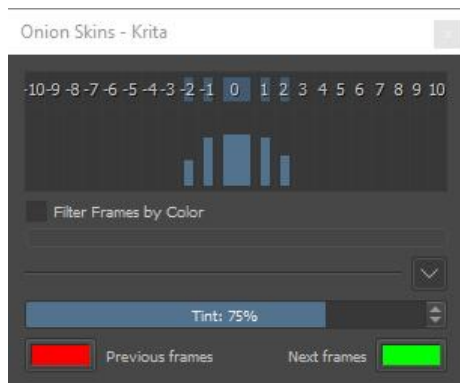 Onion Skins - Krita
-10-9 -8 -7 -6 -5 -4 -3 -2 -1 0 1 2 3 4 5 6 7 8 9 10
Filter Frames by Color
Tint: 75%
Previous frames Next frames